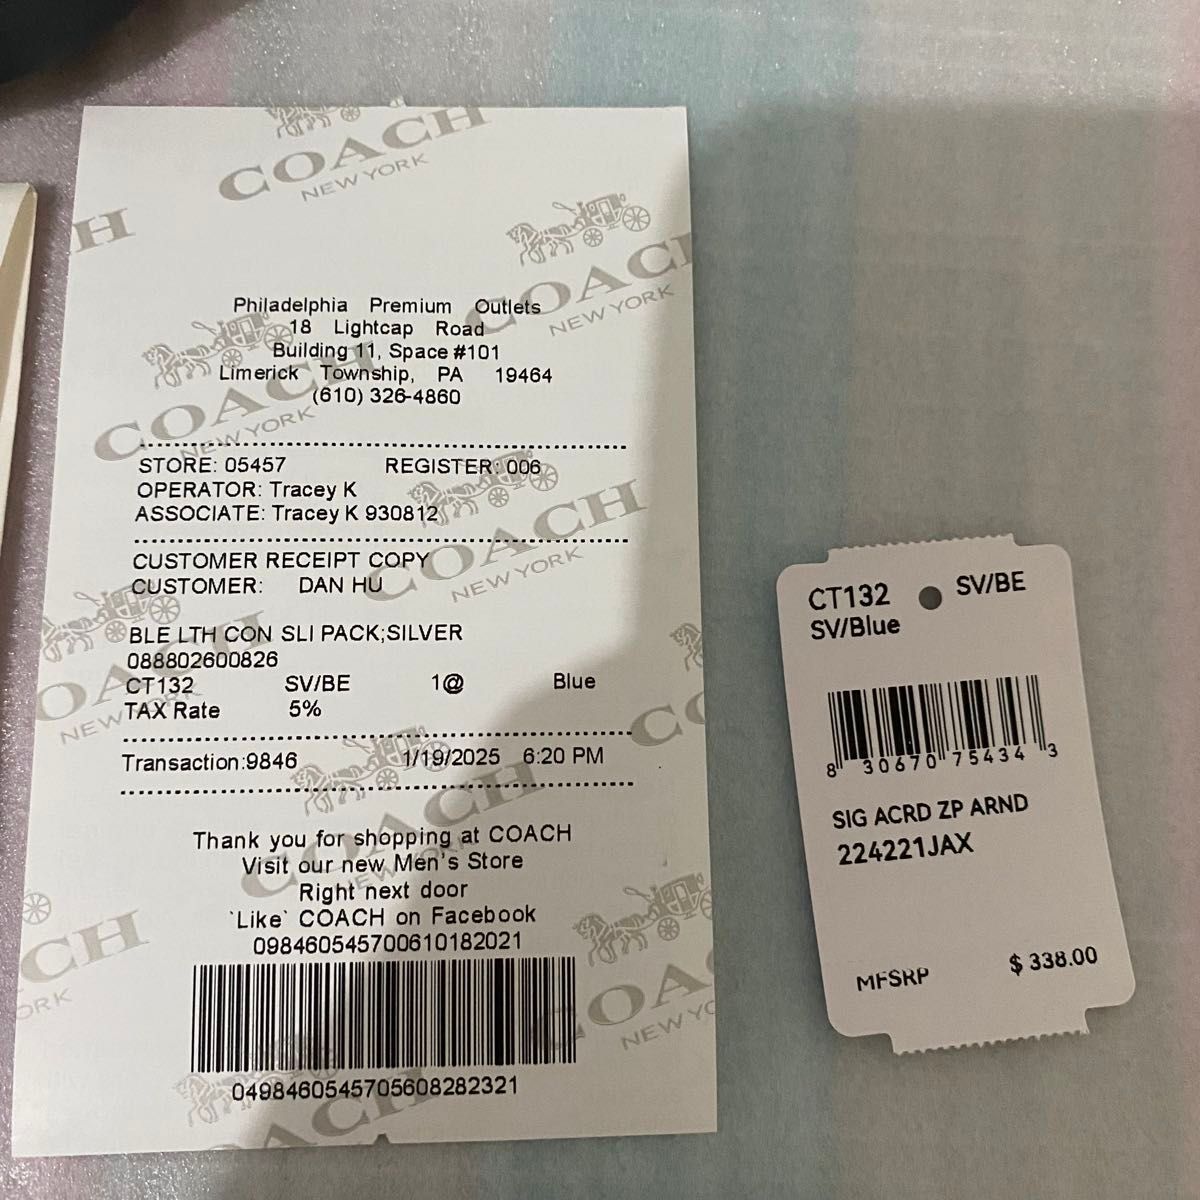 COACH
NEW YORK
Philadelphia Premium Outlets
18 Lightcap Road
Building 11, Space #101
Limerick Township, PA 19464
(610) 326-4860
STORE: 05457 REGISTER: 006
OPERATOR: Tracey K
ASSOCIATE: Tracey K 930812
CUSTOMER RECEIPT COPY
CUSTOMER: DAN HU
BLE LTH CON SLI PACK;SILVER
088802600826
CT132 SV/BE 1@ Blue
TAX Rate 5%
Transaction:9846 1/19/2025 6:20 PM
Thank you for shopping at COACH
Visit our new Men's Store
Right next door
`Like` COACH on Facebook
098460545700610182021
0498460545705608282321
CT132 SV/BE
SV/Blue
8 30670 75434 3
SIG ACRD ZP ARND
224221JAX
MFSRP $ 338.00